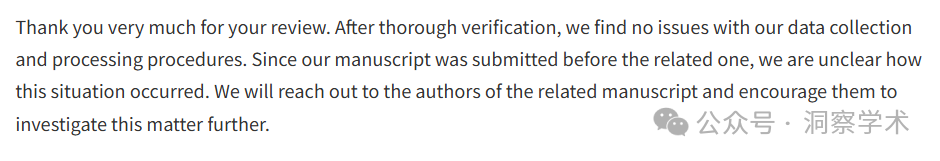 Thank you very much for your review. After thorough verification, we find no issues with our data collection
and processing procedures. Since our manuscript was submitted before the related one, we are unclear how
this situation occurred. We will reach out to the authors of the related manuscript and encourage them to
investigate this matter further.
公众号 · 洞察学术